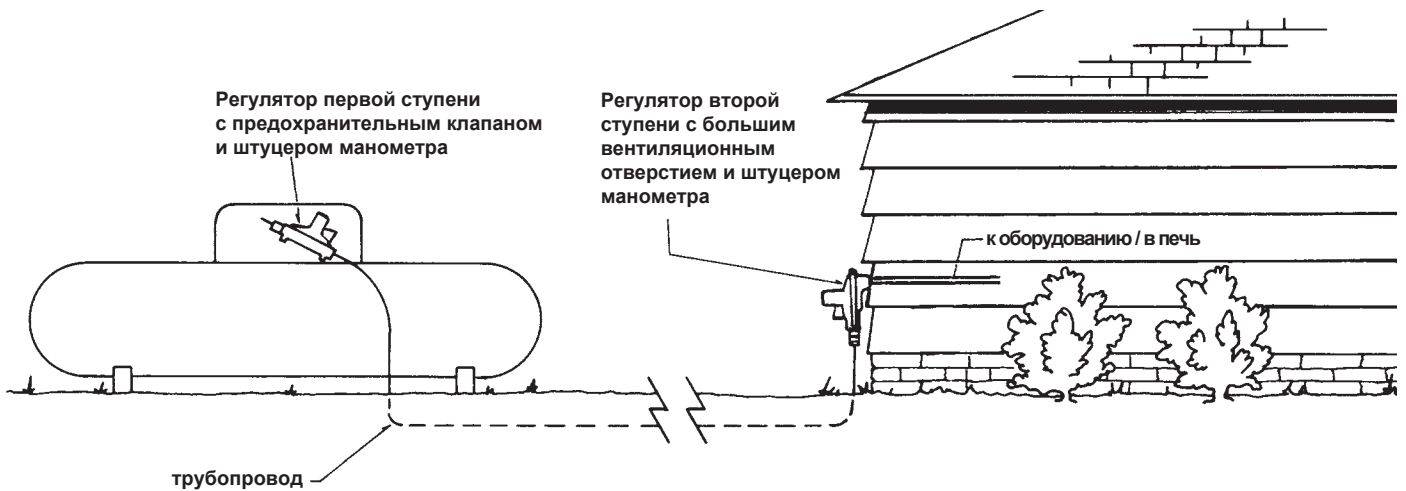 Регулятор первой ступени
с предохранительным клапаном
и штуцером манометра
Регулятор второй
ступени с большим
вентиляционным
отверстием и штуцером
манометра
к оборудованию / в печь
трубопровод